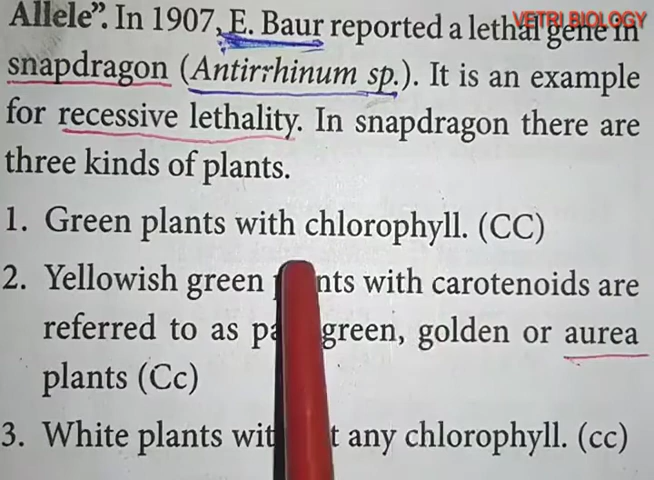 Allele”. In 1907, E. Baur reported a lethal gene in
VETRI BIOLOGY
snapdragon (Antirrhinum sp.). It is an example
for recessive lethality. In snapdragon there are
three kinds of plants.
1. Green plants with chlorophyll. (CC)
2. Yellowish green with carotenoids are
referred to as green, golden or aurea
plants (Cc)
3. White plants any chlorophyll. (cc)